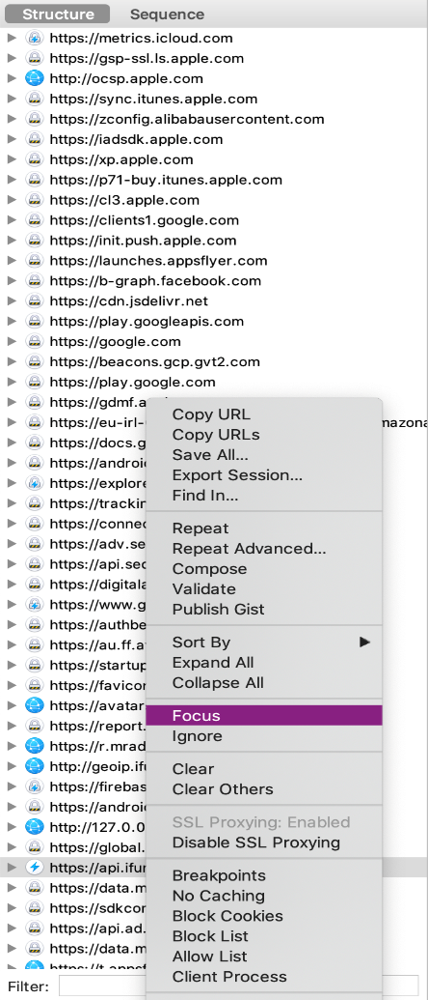 Structure Sequence
https://metrics.icloud.com
https://gsp-ssl.ls.apple.com
http://ocsp.apple.com
https://sync.itunes.apple.com
https://zconfig.alibabausercontent.com
https://iadsdk.apple.com
https://xp.apple.com
https://p71-buy.itunes.apple.com
https://cl3.apple.com
https://clients1.google.com
https://init.push.apple.com
https://launches.appsflyer.com
https://b-graph.facebook.com
https://cdn.jsdelivr.net
https://play.googleapis.com
https://google.com
https://beacons.gcp.gvt2.com
https://play.google.com
https://gdmf.a
https://eu-irl- mazona
https://docs.g
https://androi
https://explore
https://trackin
https://connec
https://adv.se
https://api.sec
https://digitala
https://www.g
https://authbe
https://au.ff.a
https://startup
https://favicor
https://avatar
https://report.
https://r.mrad
http://geoip.ifu
https://firebas
https://androi
http://127.0.0
https://global.
https://api.ifur
https://data.m
https://sdkcor
https://api.ad.
https://data.m
https://t.appsf
Copy URL
Copy URLs
Save All...
Export Session...
Find In...
Repeat
Repeat Advanced...
Compose
Validate
Publish Gist
Sort By
Expand All
Collapse All
Focus
Ignore
Clear
Clear Others
SSL Proxying: Enabled
Disable SSL Proxying
Breakpoints
No Caching
Block Cookies
Block List
Allow List
Client Process
Filter: